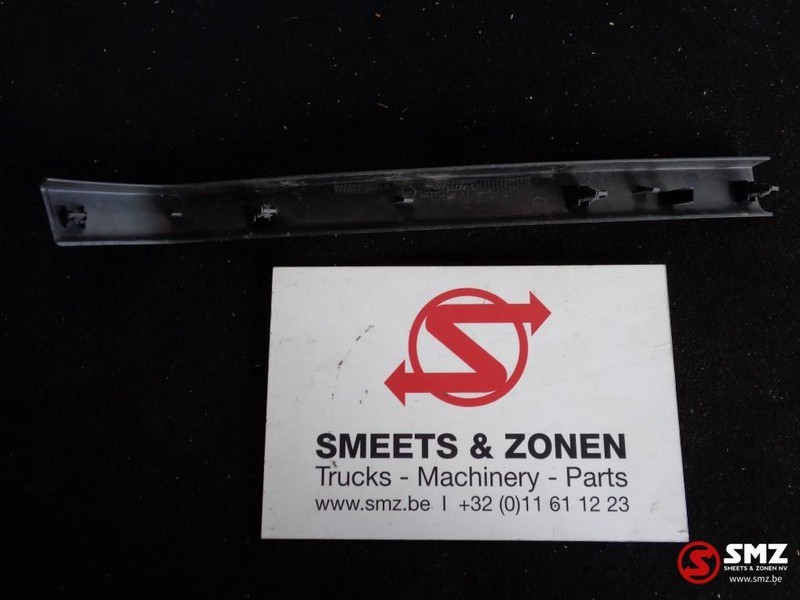 SMEETS & ZONEN
Trucks - Machinery - Parts
www.smz.be I +32 (0)11 61 12 23
SMZ
SMEETS & ZONEN NV
www.smz.be